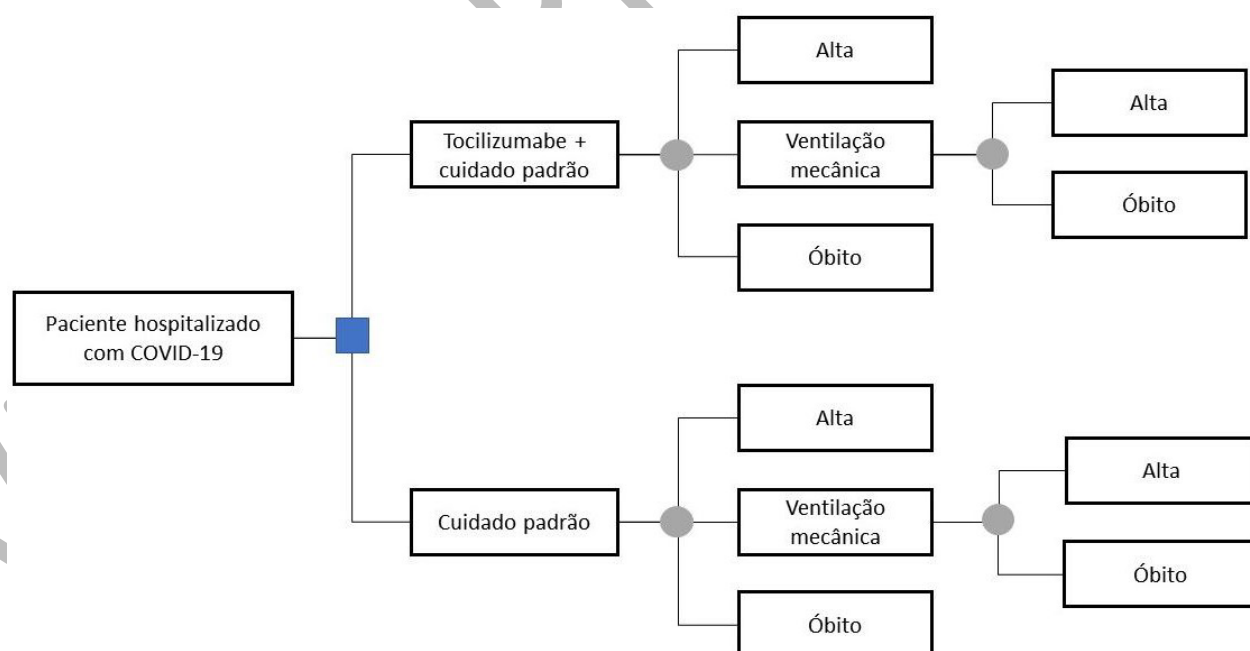 Alta
Tocilizumabe +
cuidado padrão
Ventilação
mecânica
Alta
Óbito
Óbito
Paciente hospitalizado
com COVID-19
Alta
Cuidado padrão
Ventilação
mecânica
Alta
Óbito
Óbito